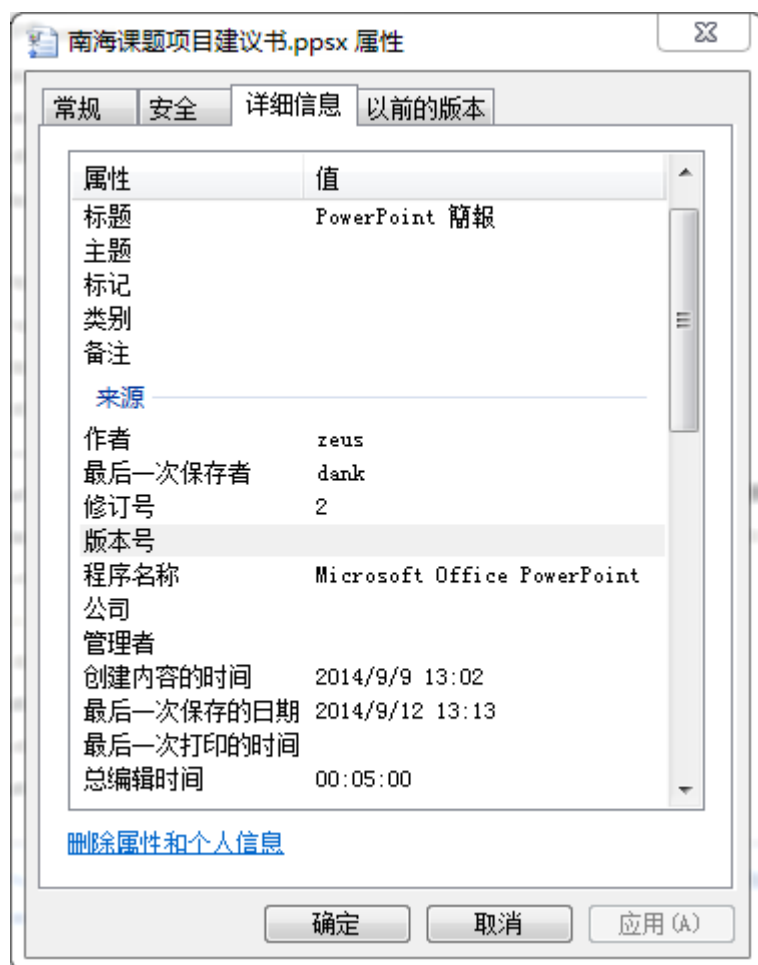 南海课题项目建议书.ppsx 属性
常规 安全 详细信息 以前的版本
属性 值
标题 PowerPoint 簡報
主题
标记
类别
备注
来源
作者 zeus
最后一次保存者 dank
修订号 2
版本号
程序名称 Microsoft Office PowerPoint
公司
管理者
创建内容的时间 2014/9/9 13:02
最后一次保存的日期 2014/9/12 13:13
最后一次打印的时间
总编辑时间 00:05:00
删除属性和个人信息
确定 取消 应用(A)